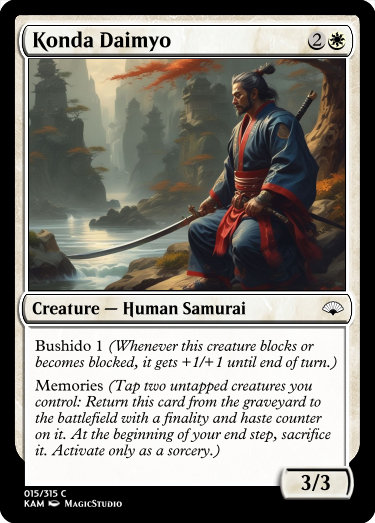 Konda Daimyo 2
Creature — Human Samurai
Bushido 1 (Whenever this creature blocks or
becomes blocked, it gets +1/+1 until end of turn.)
Memories (Tap two untapped creatures you
control: Return this card from the graveyard to
the battlefield with a finality and haste counter
on it. At the beginning of your end step, sacrifice
it. Activate only as a sorcery.)
3/3
015/315 C
KAM MagicStudio